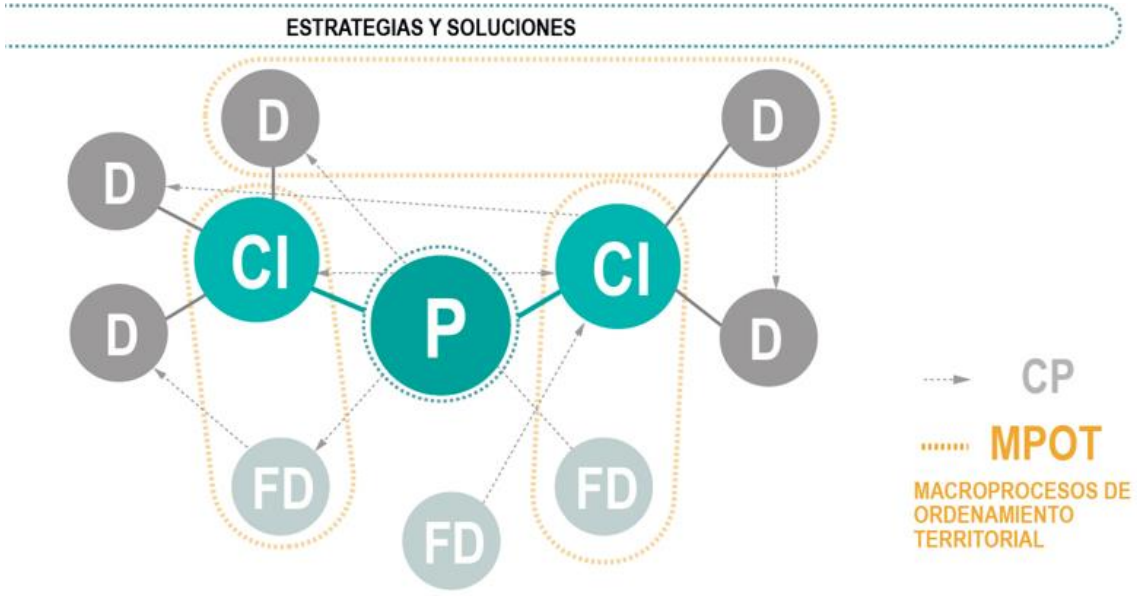 ESTRATEGIAS Y SOLUCIONES
D
D
D
CI
CI
P
D
D
FD
FD
FD
CP
MPOT
MACROPROCESOS DE
ORDENAMIENTO
TERRITORIAL